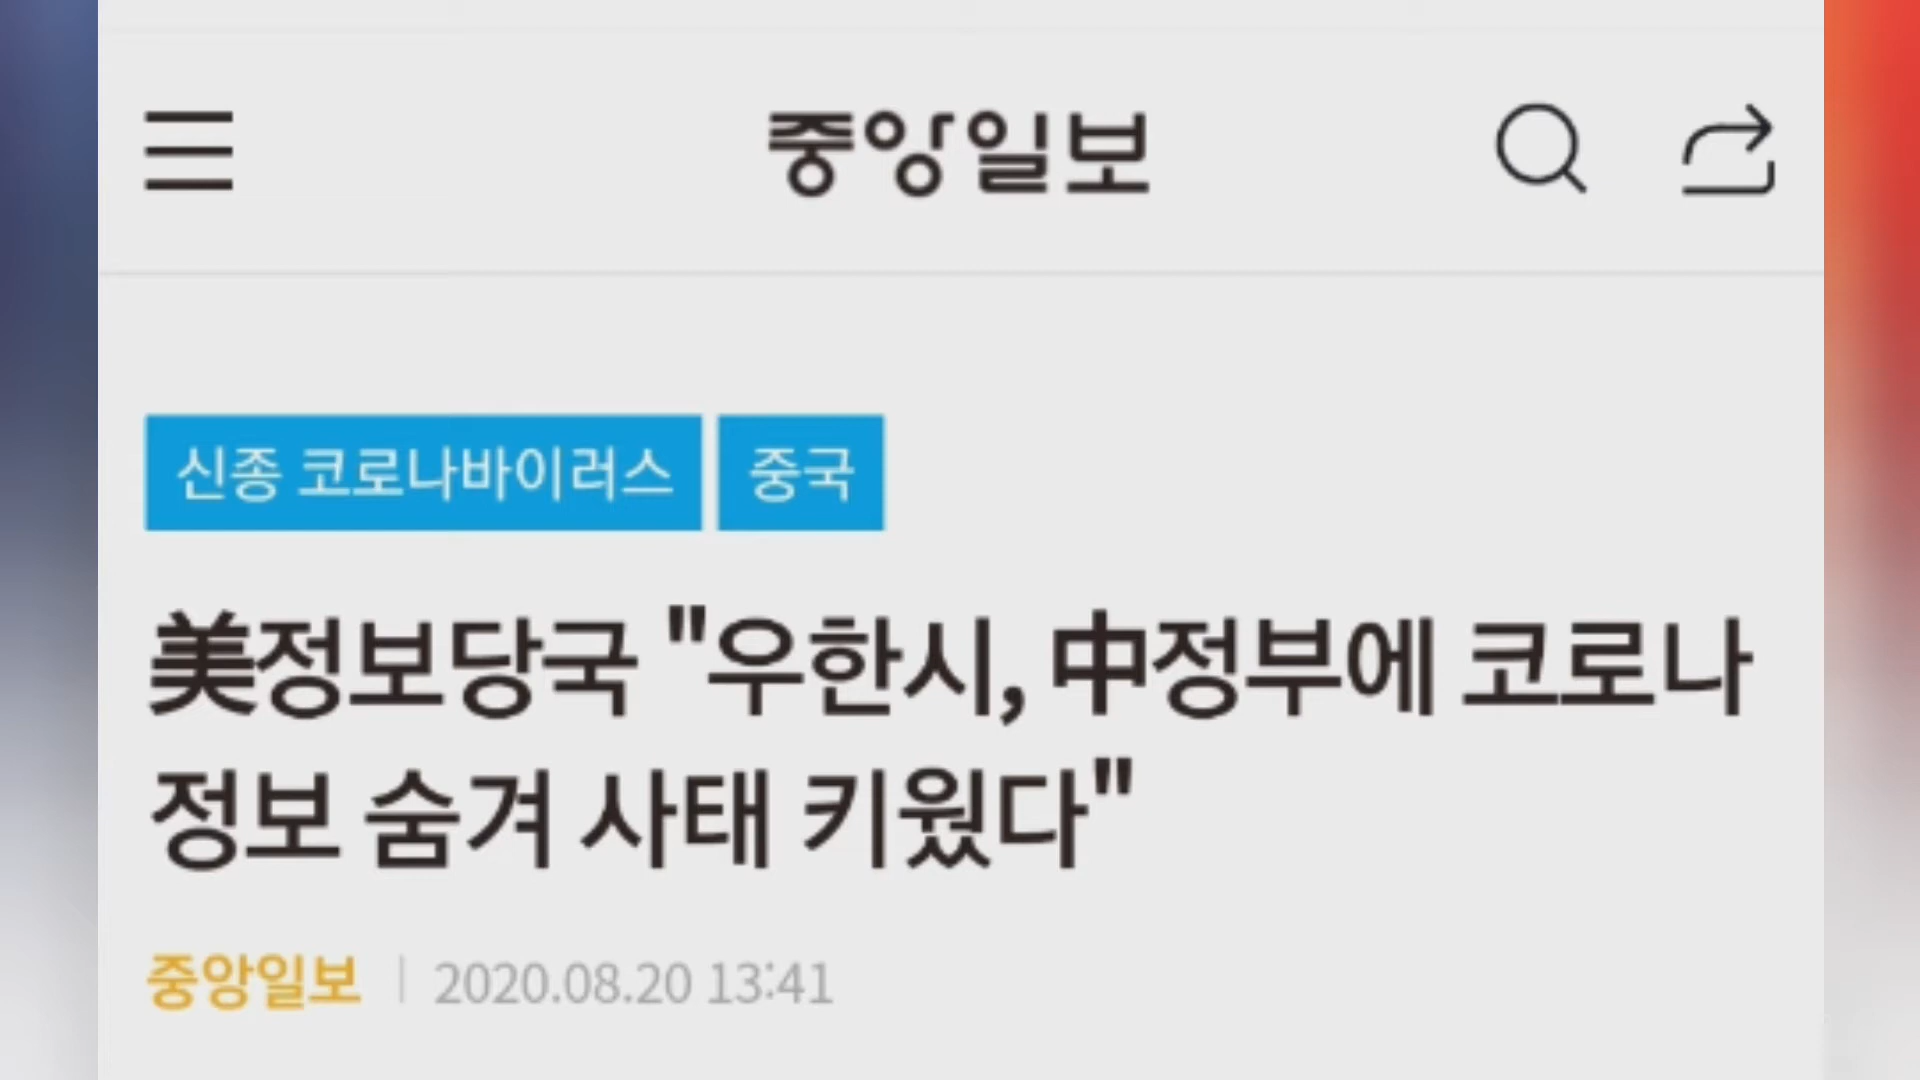 중앙일보
신종 코로나바이러스 중국
美정보당국 "우한시, 中정부에 코로나
정보 숨겨 사태 키웠다"
중앙일보 | 2020.08.20 13:41